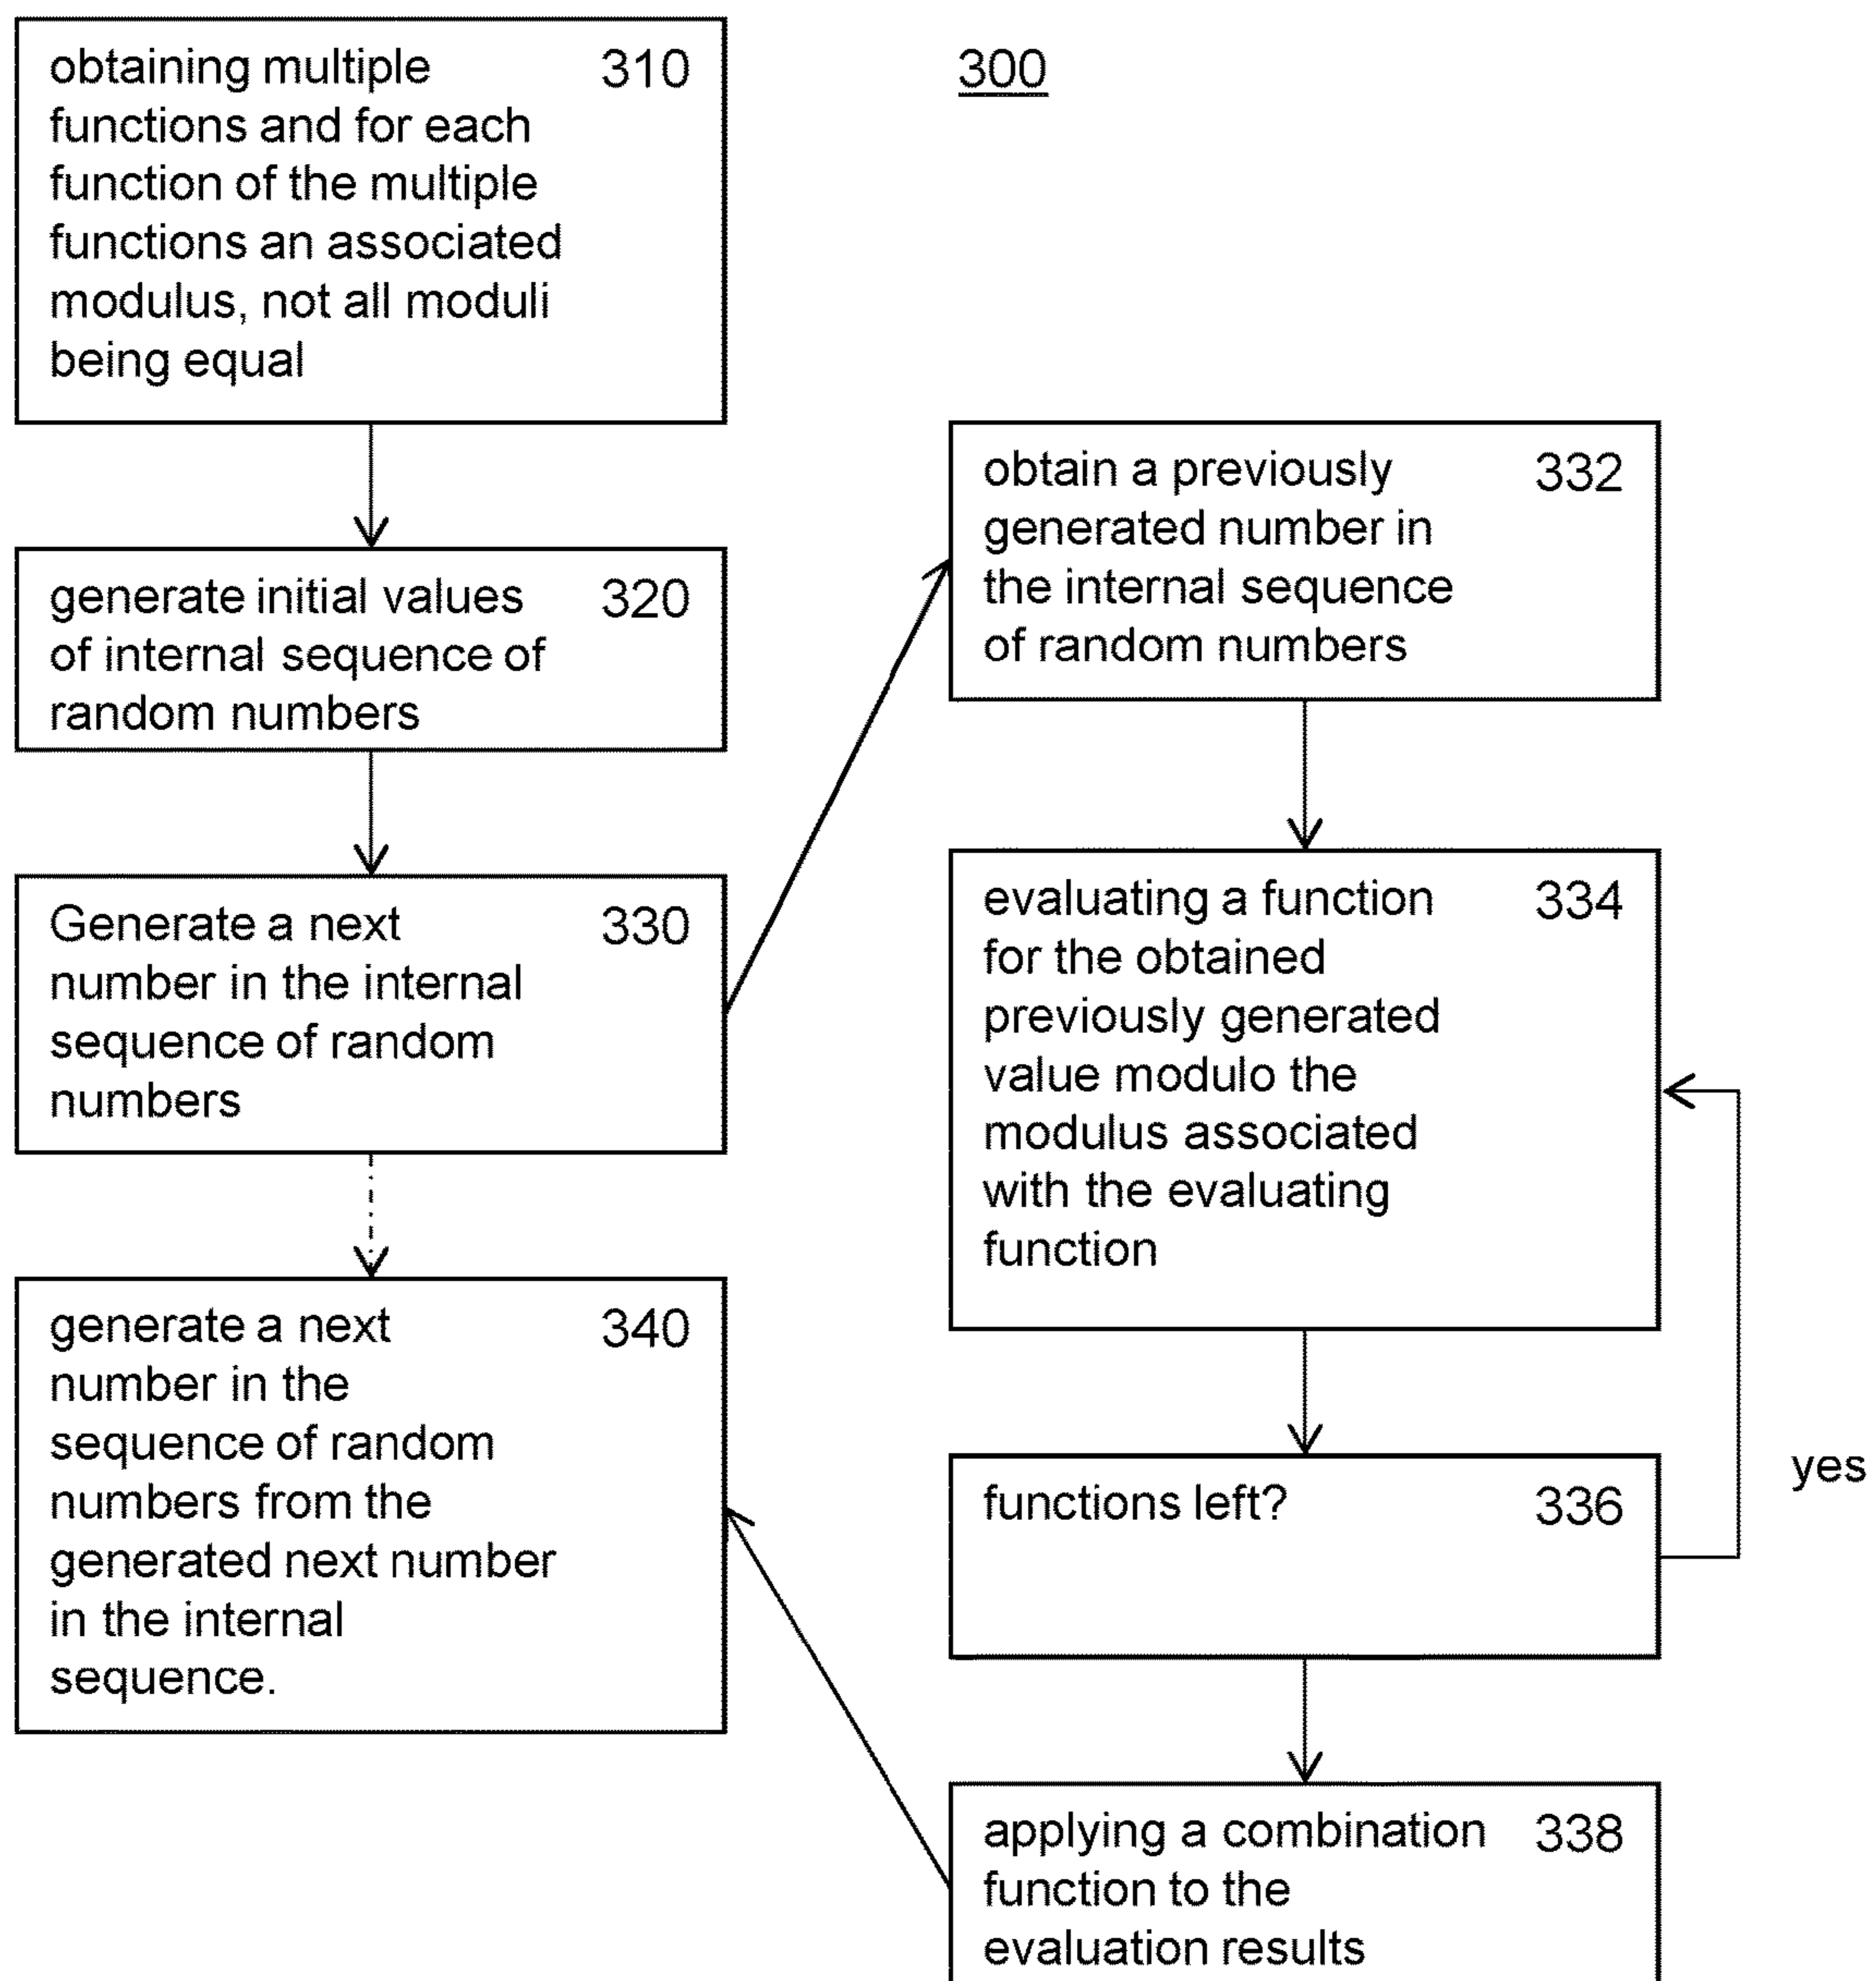 obtaining multiple 310
functions and for each
function of the multiple
functions an associated
modulus, not all moduli
being equal
300
generate initial values 320
of internal sequence of
random numbers
Generate a next 330
number in the internal
sequence of random
numbers
generate a next 340
number in the
sequence of random
numbers from the
generated next number
in the internal
sequence.
obtain a previously 332
generated number in
the internal sequence
of random numbers
evaluating a function 334
for the obtained
previously generated
value modulo the
modulus associated
with the evaluating
function
functions left? 336
yes
applying a combination 338
function to the
evaluation results